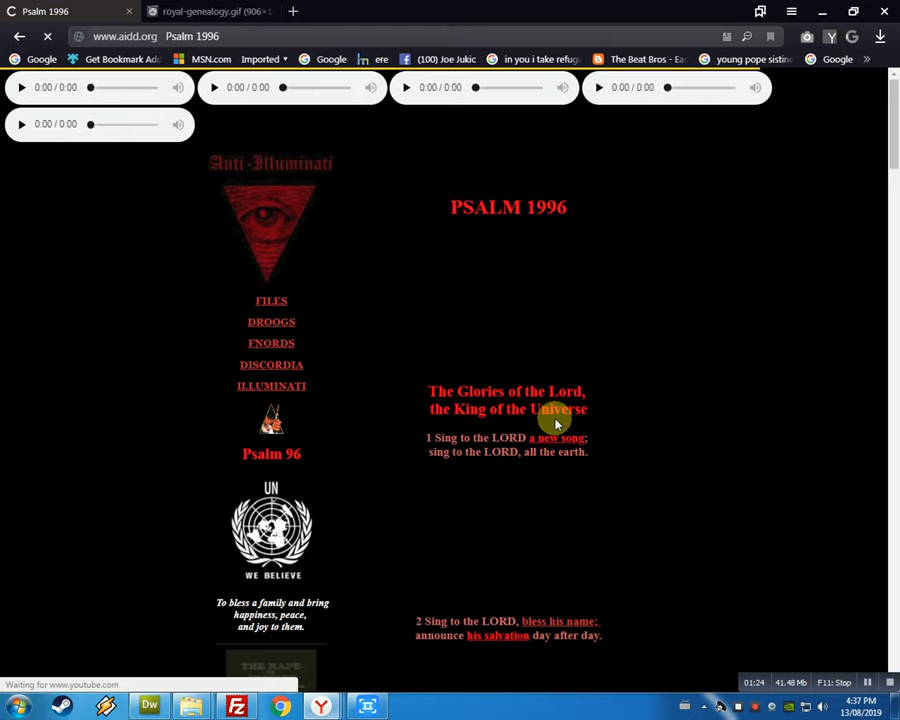 Psalm 1996
royal-genealogy.gif (906×
www.aidd.org Psalm 1996
Google
Get Bookmark Add
MSN.com
Imported
Google
ere
(100) Joe Jukic
in you i take refug
The Beat Bros - Eas
young pope sistine
Google
0:00 / 0:00
0:00 / 0:00
0:00 / 0:00
0:00 / 0:00
0:00 / 0:00
Anti-Illuminati
PSALM 1996
FILES
DROOGS
FNORDS
DISCORDIA
ILLUMINATI
The Glories of the Lord,
the King of the Universe
1 Sing to the LORD a new song;
sing to the LORD, all the earth.
Psalm 96
UN
WE BELIEVE
To bless a family and bring
happiness, peace,
and joy to them.
2 Sing to the LORD, bless his name;
announce his salvation day after day.
THE RAPE
Waiting for www.youtube.com
01:24 41.48 Mb F11: Stop
Dw
Fz
4:37 PM
13/08/2019